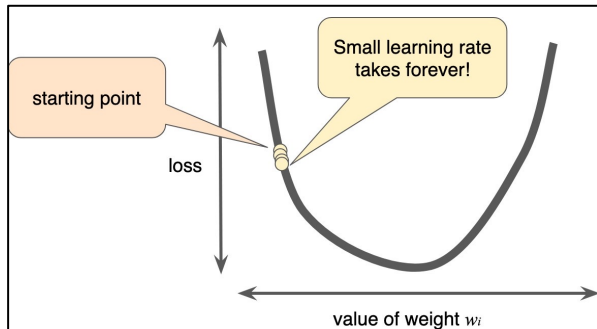 Small learning rate
takes forever!
starting point
loss
value of weight wᵢ